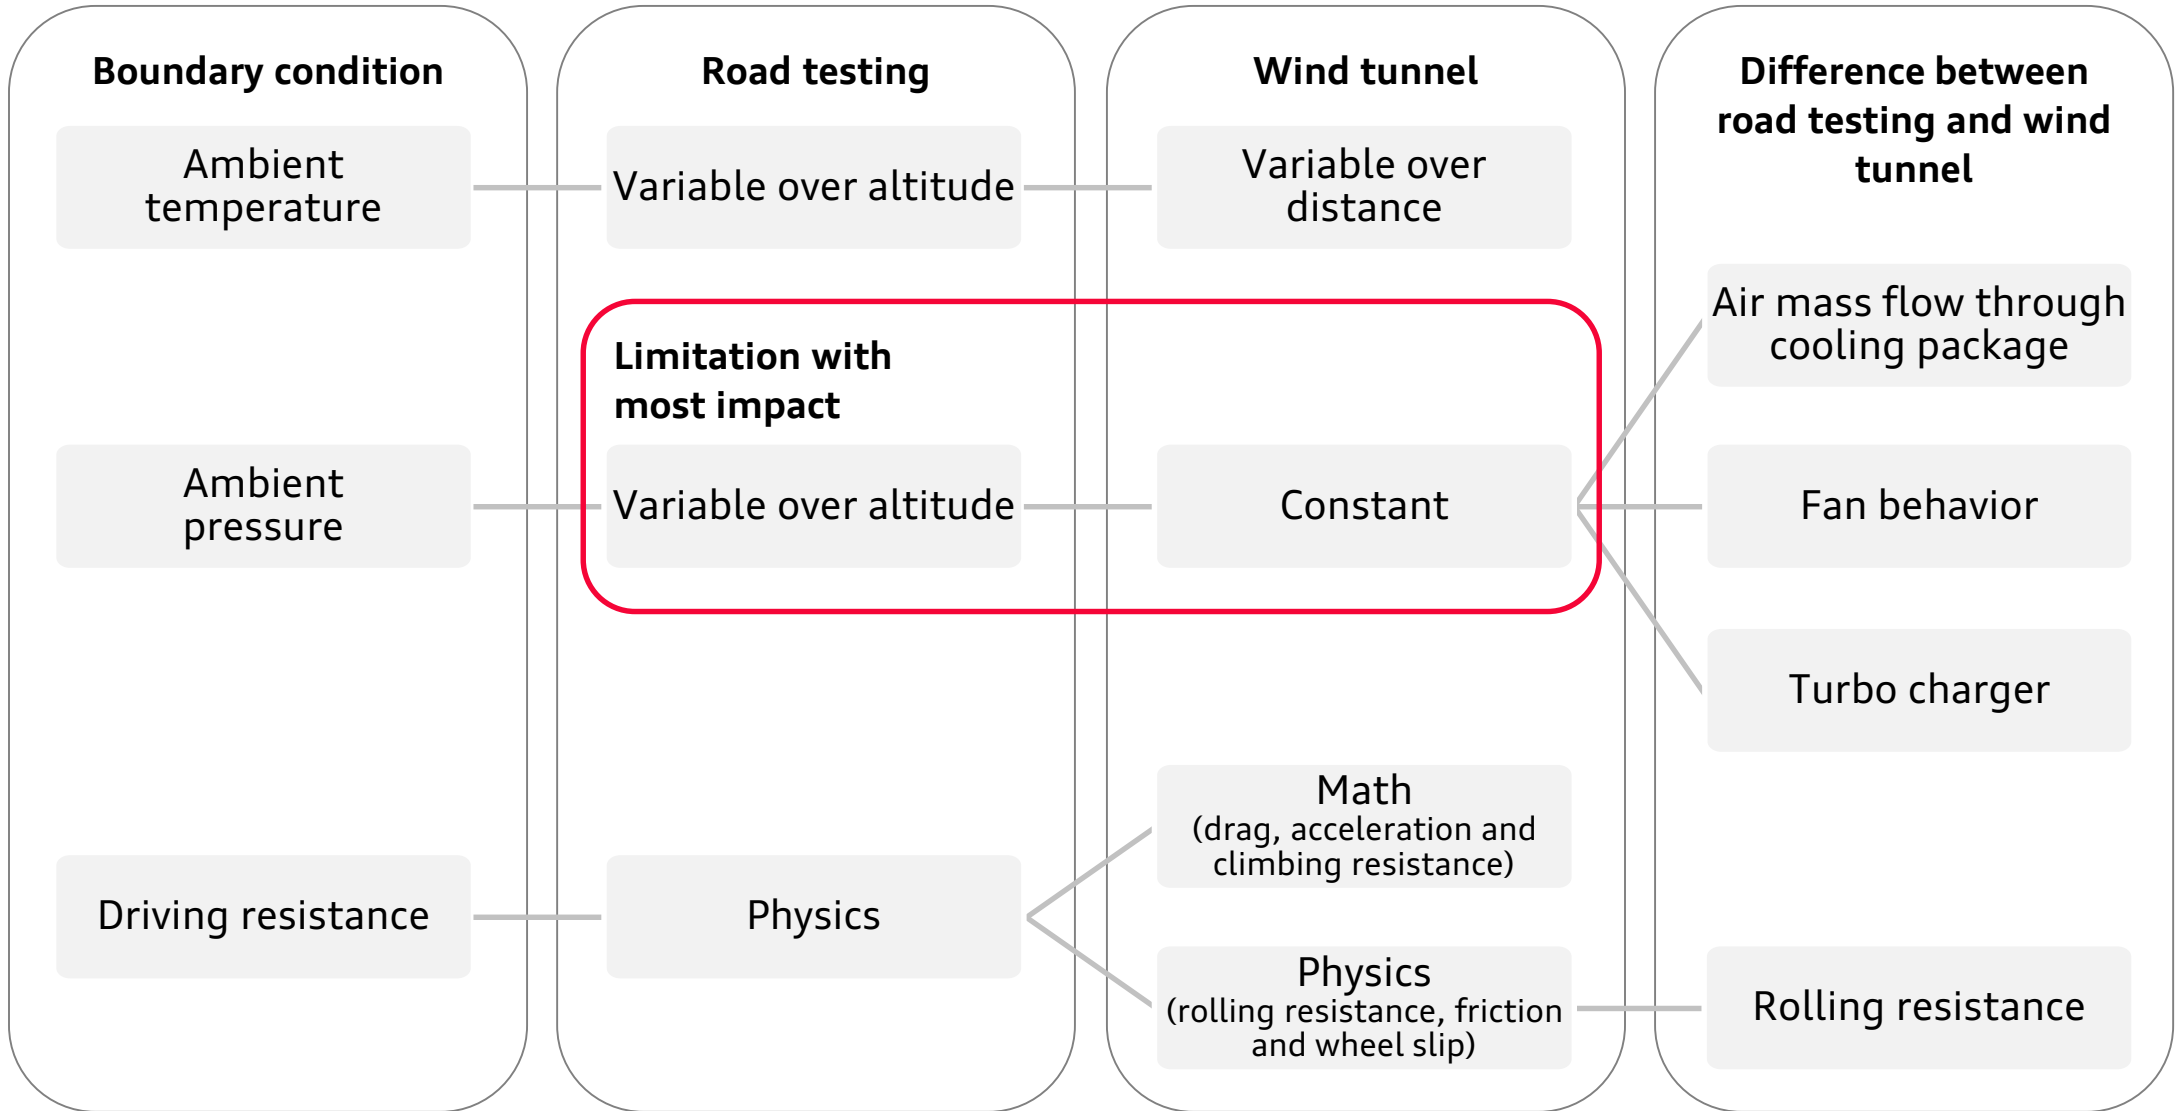 Boundary condition
Ambient
temperature
Ambient
pressure
Driving resistance
Road testing
Variable over altitude
Limitation with
most impact
Variable over altitude
Physics
Wind tunnel
Variable over
distance
Constant
Math
(drag, acceleration and
climbing resistance)
Physics
(rolling resistance, friction
and wheel slip)
Difference between
road testing and wind
tunnel
Air mass flow through
cooling package
Fan behavior
Turbo charger
Rolling resistance